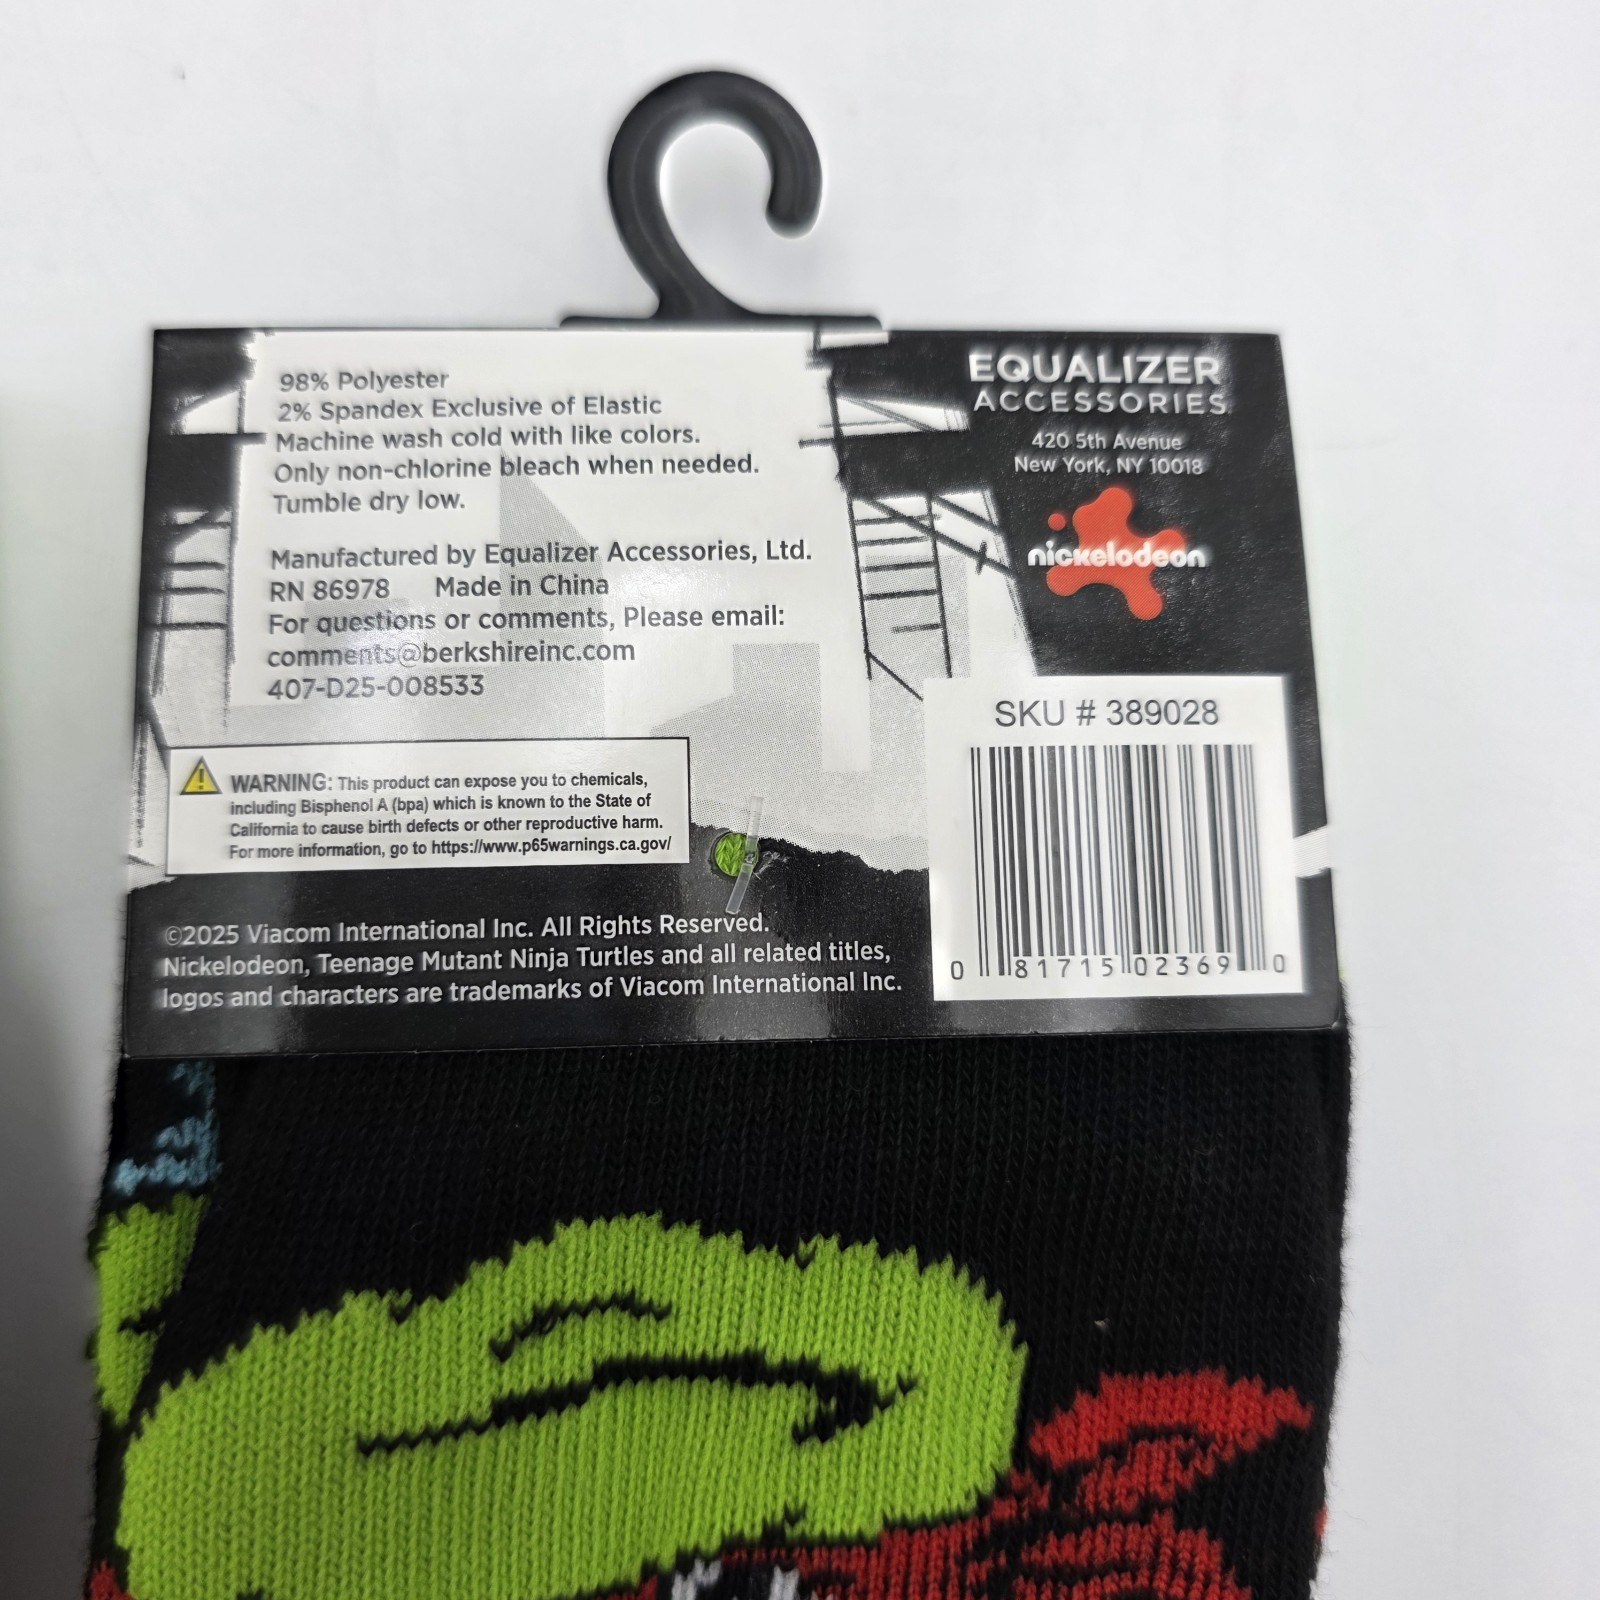 98% Polyester
2% Spandex Exclusive of Elastic
Machine wash cold with like colors.
Only non-chlorine bleach when needed.
Tumble dry low.
Manufactured by Equalizer Accessories, Ltd.
RN 86978 Made in China
For questions or comments, Please email:
comments@berkshireinc.com
407-D25-008533
WARNING: This product can expose you to chemicals,
including Bisphenol A (bpa) which is known to the State of
California to cause birth defects or other reproductive harm.
For more information, go to https://www.p65warnings.ca.gov/
©2025 Viacom International Inc. All Rights Reserved.
Nickelodeon, Teenage Mutant Ninja Turtles and all related titles,
logos and characters are trademarks of Viacom International Inc.
EQUALIZER
ACCESSORIES
420 5th Avenue
New York, NY 10018
nickelodeon
SKU # 389028
0 81715 02369 0